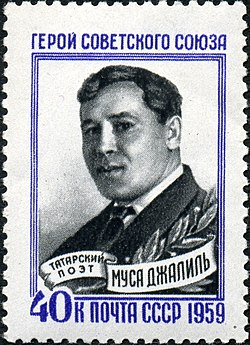 ГЕРОЙ СОВЕТСКОГО СОЮЗА
ТАТАРСКИЙ
ПОЭТ
МУСА ДЖАЛИЛЬ
40К ПОЧТА СССР 1959